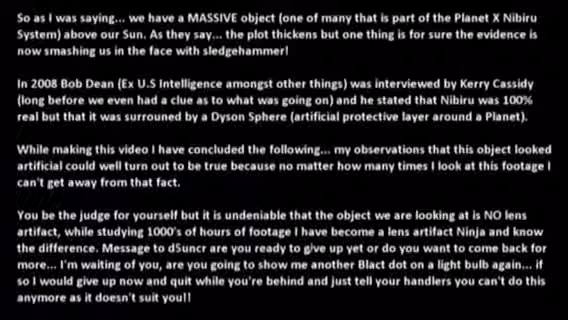 So as I was saying... we have a MASSIVE object (one of many that is part of the Planet X Nibiru
System) above our Sun. As they say... the plot thickens but one thing is for sure the evidence is
now smashing us in the face with sledgehammer!
In 2008 Bob Dean (Ex U.S Intelligence amongst other things) was interviewed by Kerry Cassidy
(long before we even had a clue as to what was going on) and he stated that Nibiru was 100%
real but that it was surrouned by a Dyson Sphere (artificial protective layer around a Planet).
While making this video I have concluded the following... my observations that this object looked
artificial could well turn out to be true because no matter how many times I look at this footage I
can't get away from that fact.
You be the judge for yourself but it is undeniable that the object we are looking at is NO lens
artifact, while studying 1000's of hours of footage I have become a lens artifact Ninja and know
the difference. Message to dSuncr are you ready to give up yet or do you want to come back for
more... I'm waiting of you, are you going to show me another Blact dot on a light bulb again... if
so I would give up now and quit while you're behind and just tell your handlers you can't do this
anymore as it doesn't suit you!!